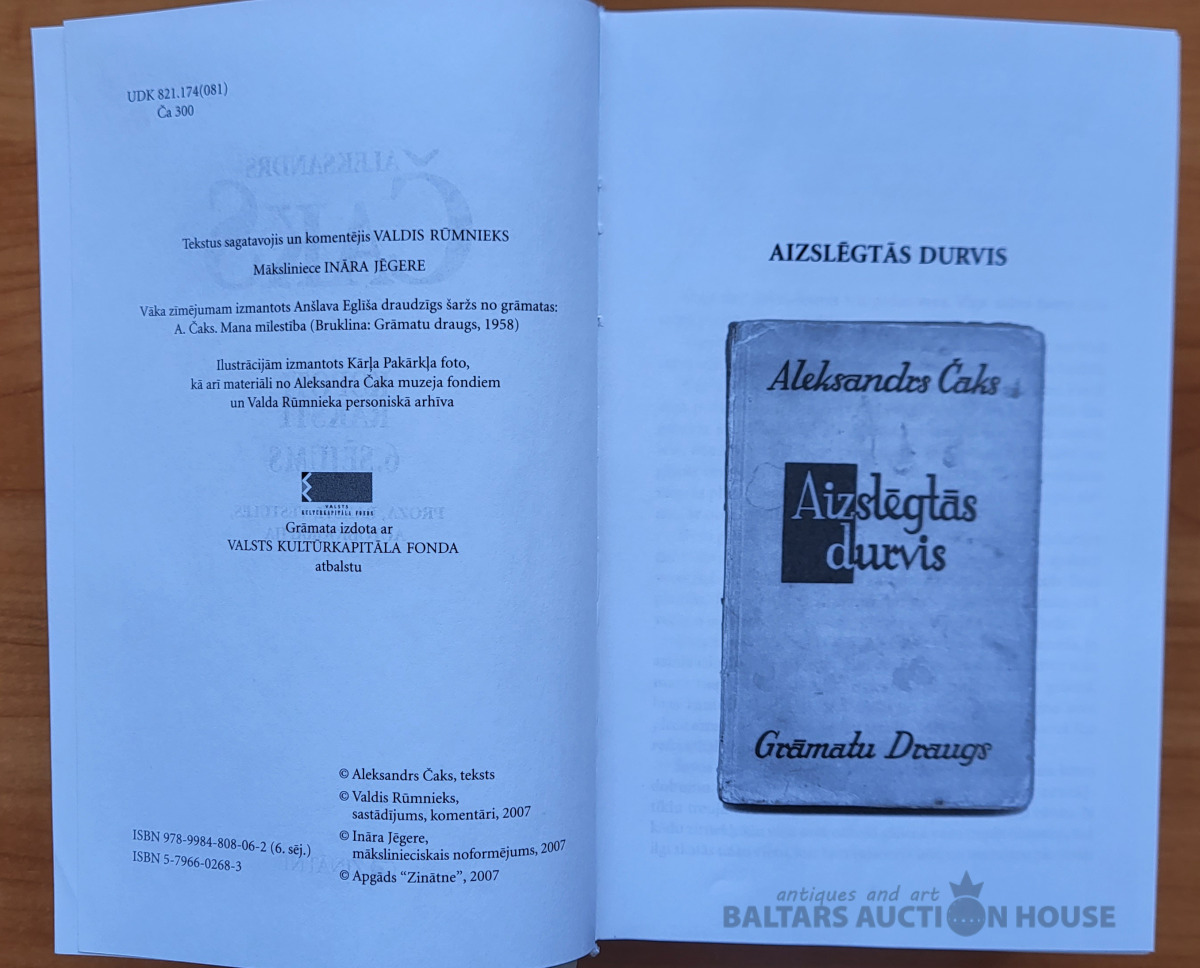 UDK 821.174(081)
Ča 300
Tekstus sagatavojis un komentējis VALDIS RŪMNIEKS
Māksliniece INĀRA JĒGERE
Vāka zīmējumam izmantots Anšlava Eglīša draudzīgs šaržs no grāmatas:
A. Čaks. Mana mīlestība (Bruklina: Grāmatu draugs, 1958)
Ilustrācijām izmantots Kārļa Pakārkļa foto,
kā arī materiāli no Aleksandra Čaka muzeja fondiem
un Valda Rūmnieka personiskā arhīva
VALSTS
KULTŪRKAPITĀLA FONDS
Grāmata izdota ar
VALSTS KULTŪRKAPITĀLA FONDA
atbalstu
© Aleksandrs Čaks, teksts
© Valdis Rūmnieks,
sastādījums, komentāri, 2007
© Ināra Jēgere,
mākslinieciskais noformējums, 2007
© Apgāds “Zinātne”, 2007
ISBN 978-9984-808-06-2 (6. sēj.)
ISBN 5-7966-0268-3
AIZSLĒGTĀS DURVIS
Aleksandrs Čaks
Aizslēgtās
durvis
Grāmatu Draugs
antiques and art
BALTARS AUCTION HOUSE